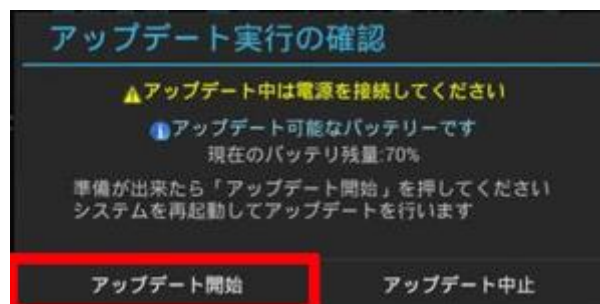 アップデート実行の確認
アップデート中は電源を接続してください
アップデート可能なバッテリーです
現在のバッテリ残量:70%
準備が出来たら「アップデート開始」を押してください
システムを再起動してアップデートを行います
アップデート開始
アップデート中止